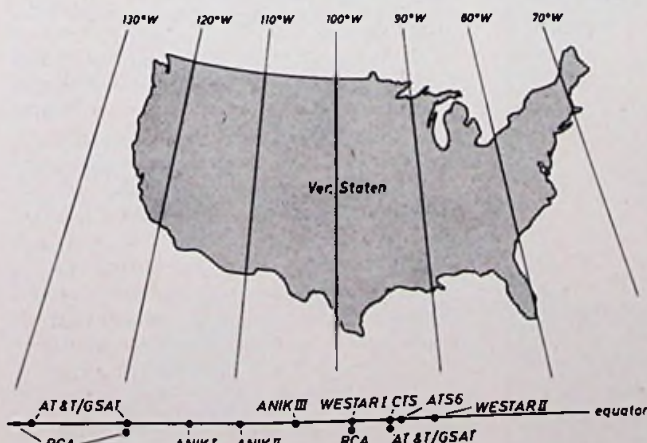 130°W 120°W 110°W 100°W 90°W 80°W 70°W
Ver. Staten
AT&T/GSAT ANIK III WESTAR I CTS ATS6 WESTAR II equator
RCA ANIK I ANIK II RCA AT&T/GSAT